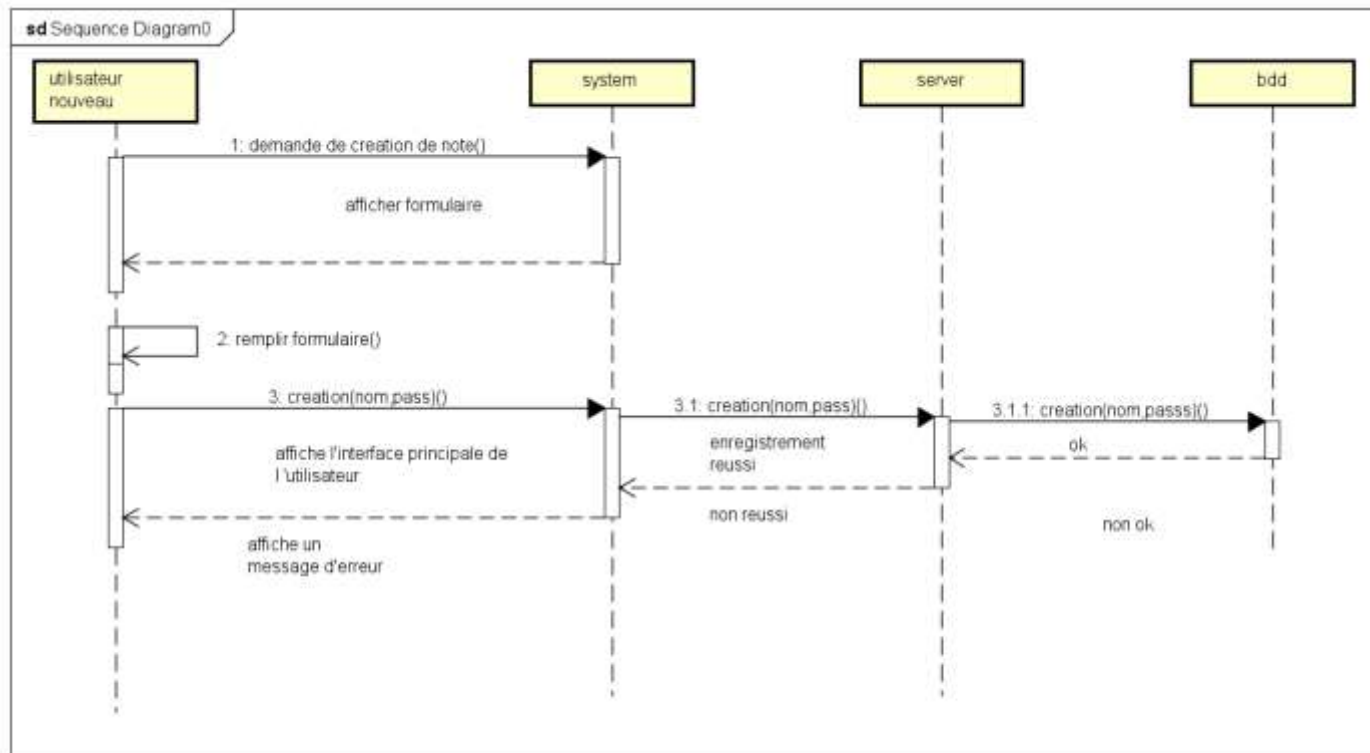 sd Sequence Diagram0
utilisateur
nouveau
system
server
bdd
1: demande de creation de note()
afficher formulaire
2: remplir formulaire()
3: creation(nom,pass)()
3.1: creation(nom,pass)()
3.1.1: creation(nom,passs)()
affiche l'interface principale de
l 'utilisateur
enregistrement
reussi
ok
non reussi
non ok
affiche un
message d'erreur